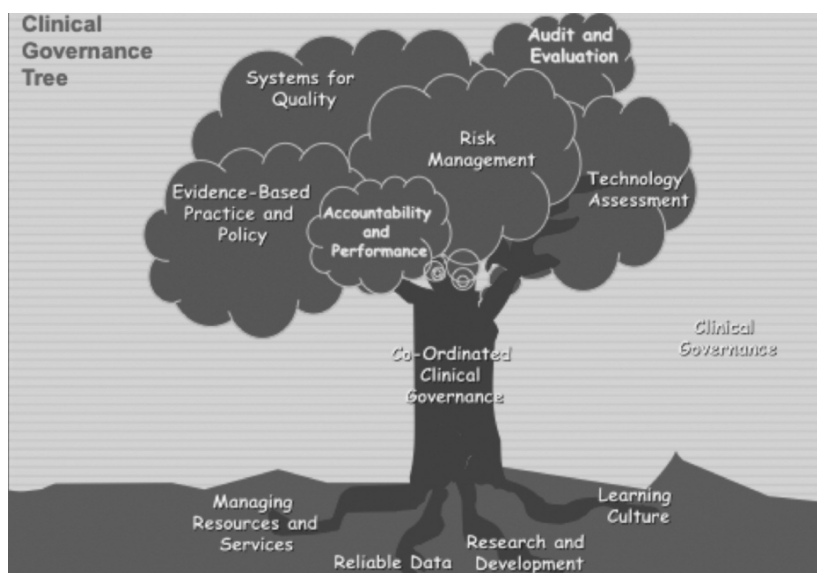 Clinical
Governance
Tree
Audit and
Evaluation
Systems for
Quality
Risk
Management
Technology
Assessment
Evidence-Based
Practice and
Policy
Accountability
and
Performance
Clinical
Governance
Co-Ordinated
Clinical
Governance
Managing
Resources and
Services
Learning
Culture
Reliable Data
Research and
Development